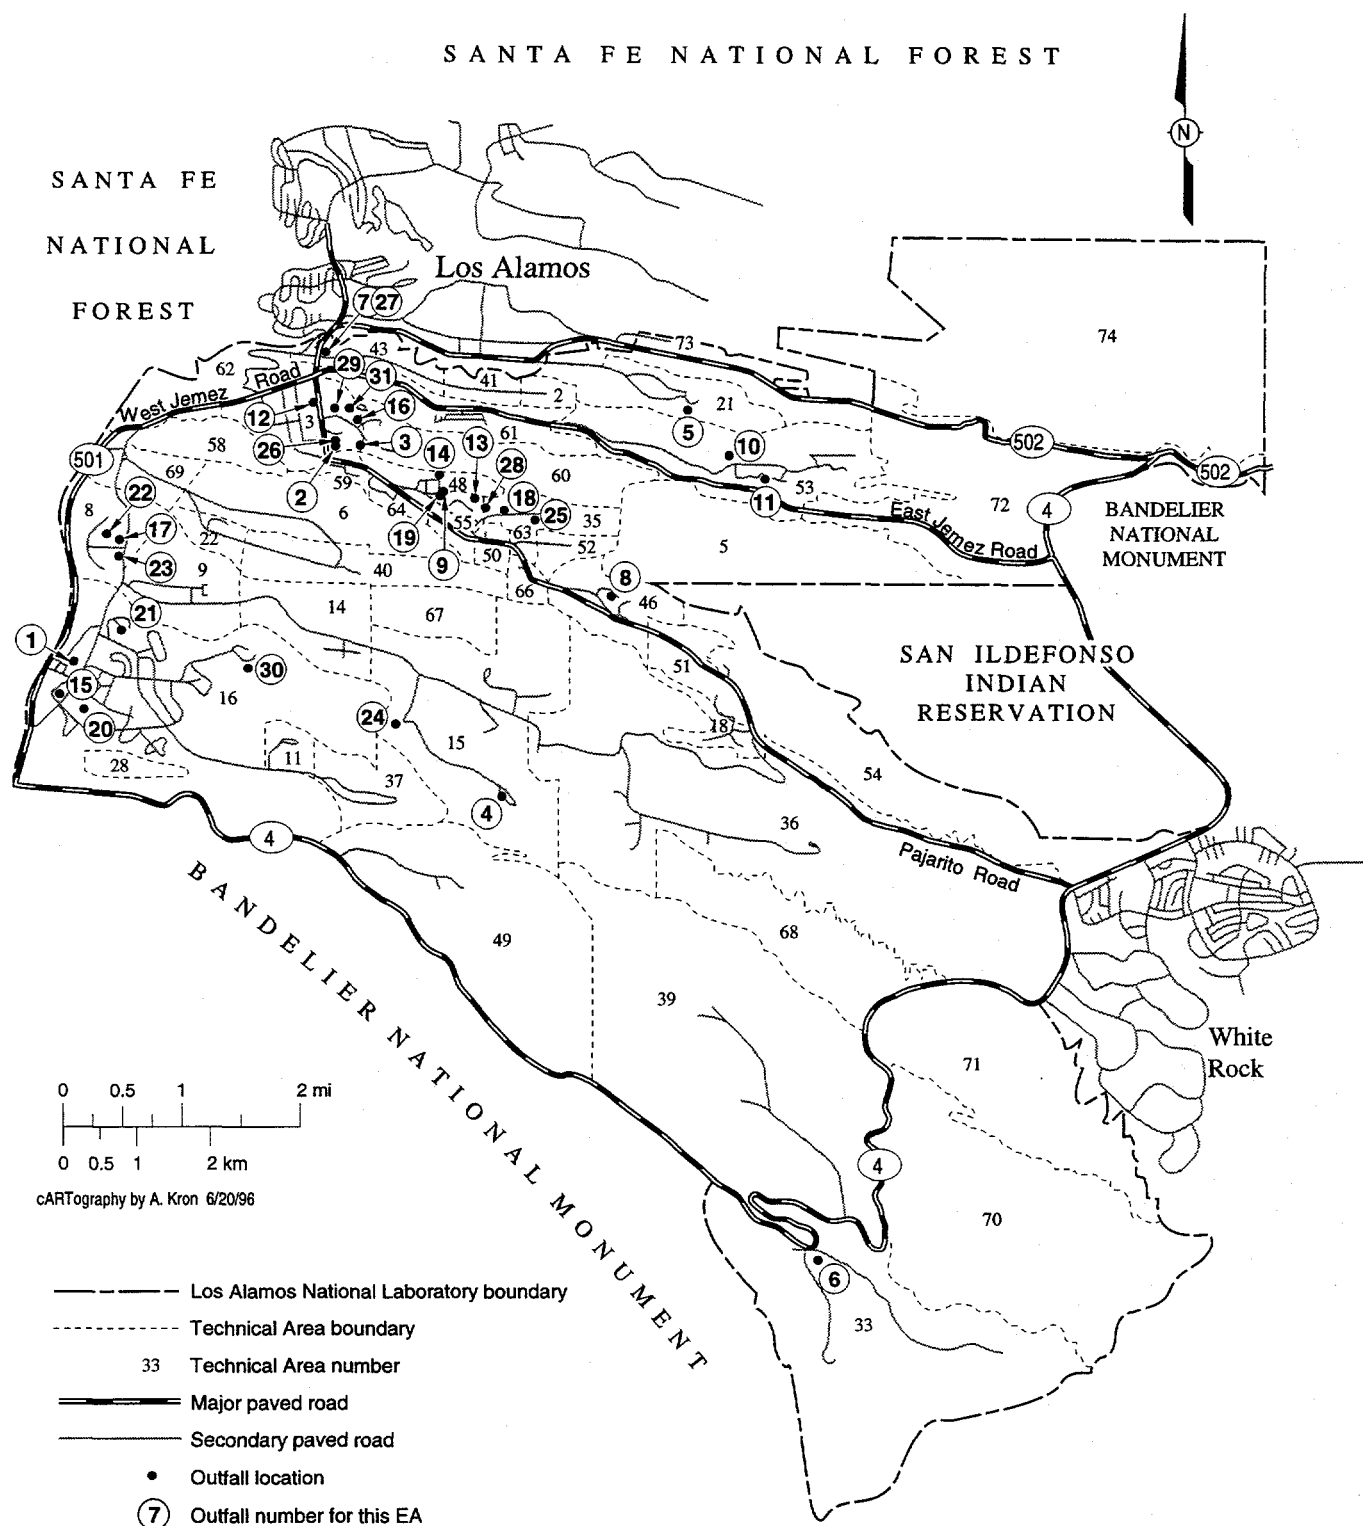 SANTA FE NATIONAL FOREST
N
SANTA FE
NATIONAL
FOREST
Los Alamos
7 27
74
73
43
62
29
31
41
2
West Jemez Road
21
12
3
16
5
26
3
13
61
10
502
58
14
28
60
501
2
59
48
53
502
69
18
11
72
4
22
6
64
19
55
25
35
East Jemez Road
BANDELIER
NATIONAL
MONUMENT
8
17
22
63
5
23
9
40
9
50
52
66
8
46
14
67
21
1
30
51
SAN ILDEFONSO
INDIAN
RESERVATION
15
16
20
24
18
15
28
11
37
54
4
36
4
Pajarito Road
BANDELIER NATIONAL MONUMENT
49
68
39
71
White
Rock
0 0.5 1 2 mi
0 0.5 1 2 km
cARTography by A. Kron 6/20/96
4
70
6
33
Los Alamos National Laboratory boundary
Technical Area boundary
33 Technical Area number
Major paved road
Secondary paved road
Outfall location
7 Outfall number for this EA